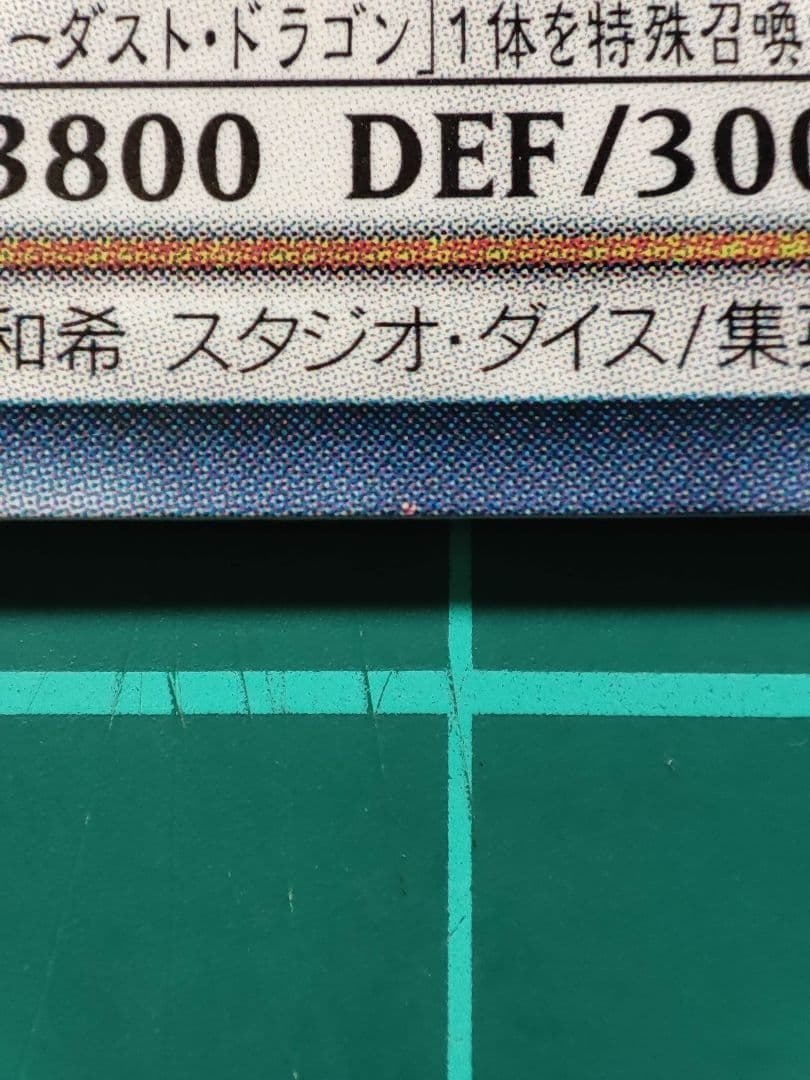 ーダスト・ドラゴン」1体を特殊召喚
3800 DEF/300
和希 スタジオ・ダイス/集